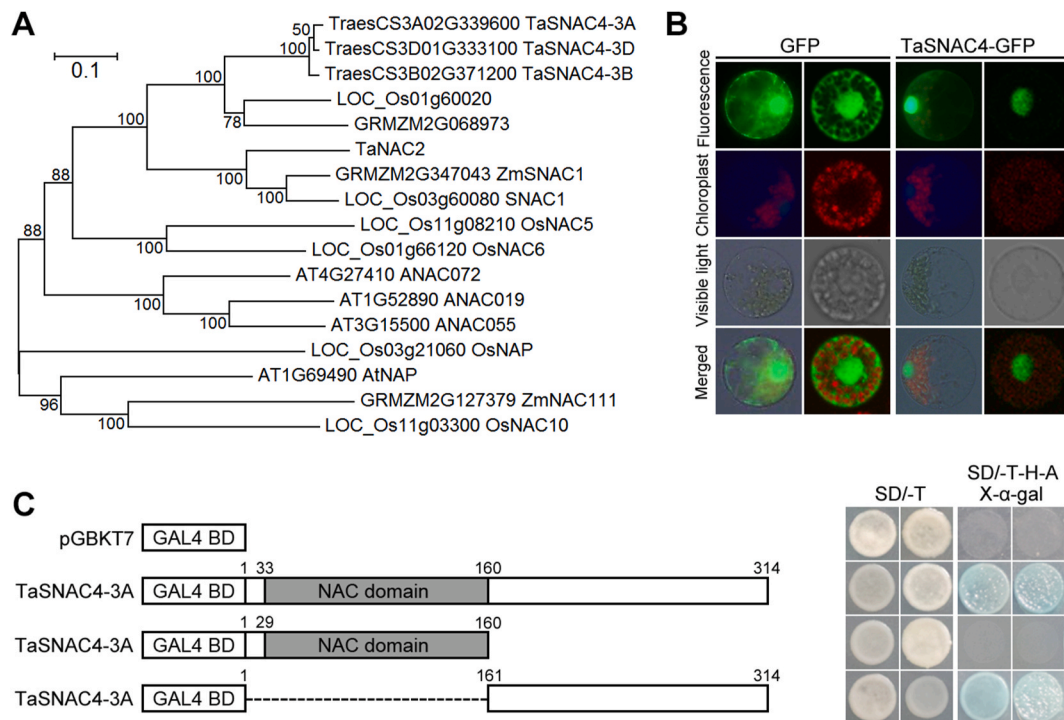 A
0.1
50
100
100
78
100
100
100
88
88
100
100
100
96
100
TraesCS3A02G339600 TaSNAC4-3A
TraesCS3D01G333100 TaSNAC4-3D
TraesCS3B02G371200 TaSNAC4-3B
LOC_Os01g60020
GRMZM2G068973
TaNAC2
GRMZM2G347043 ZmSNAC1
LOC_Os03g60080 SNAC1
LOC_Os11g08210 OsNAC5
LOC_Os01g66120 OsNAC6
AT4G27410 ANAC072
AT1G52890 ANAC019
AT3G15500 ANAC055
LOC_Os03g21060 OsNAP
AT1G69490 AtNAP
GRMZM2G127379 ZmNAC111
LOC_Os11g03300 OsNAC10
B
GFP TaSNAC4-GFP
Fluorescence
Chloroplast
Visible light
Merged
C
pGBKT7 GAL4 BD
1 33 160 314
TaSNAC4-3A GAL4 BD NAC domain
1 29 160
TaSNAC4-3A GAL4 BD NAC domain
1 161 314
TaSNAC4-3A GAL4 BD
SD/-T
SD/-T-H-A
X-α-gal